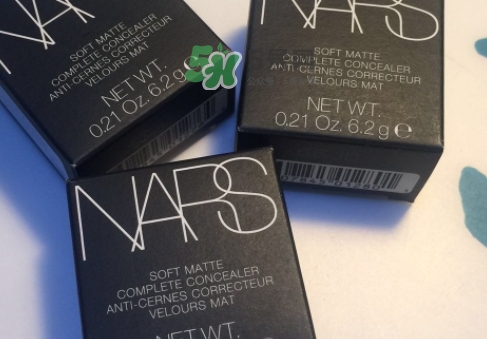 SOFT MATTE
COMPLETE CONCEALER
ANTI-CERNES CORRECTEUR
VELOURS MAT
NET WT.
0.21 Oz. 6.2 g
NARS
SOFT MATTE
COMPLETE CONCEALER
ANTI-CERNES CORRECTEUR
VELOURS MAT
NET WT.
0.21 Oz. 6.2 g e
NARS
SOFT MATTE
COMPLETE CONCEALER
ANTI-CERNES CORRECTEUR
VELOURS MAT
NET WT.